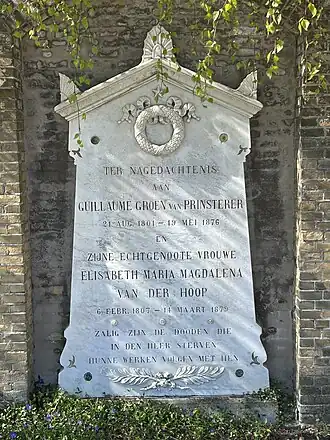 TER NAGEDACHTENIS
AAN
GUILLAUME GROEN VAN PRINSTERER
21 AUG. 1801 – 19 MEI 1876
EN
ZIJNE ECHTGENOOTE VROUWE
ELISABETH MARIA MAGDALENA
VAN DER HOOP
6 FEBR. 1807 – 14 MAART 1879
ZALIG ZIJN DE DOODEN DIE
IN DEN HEER STERVEN
HUNNE WERKEN VOLGEN MET HEN